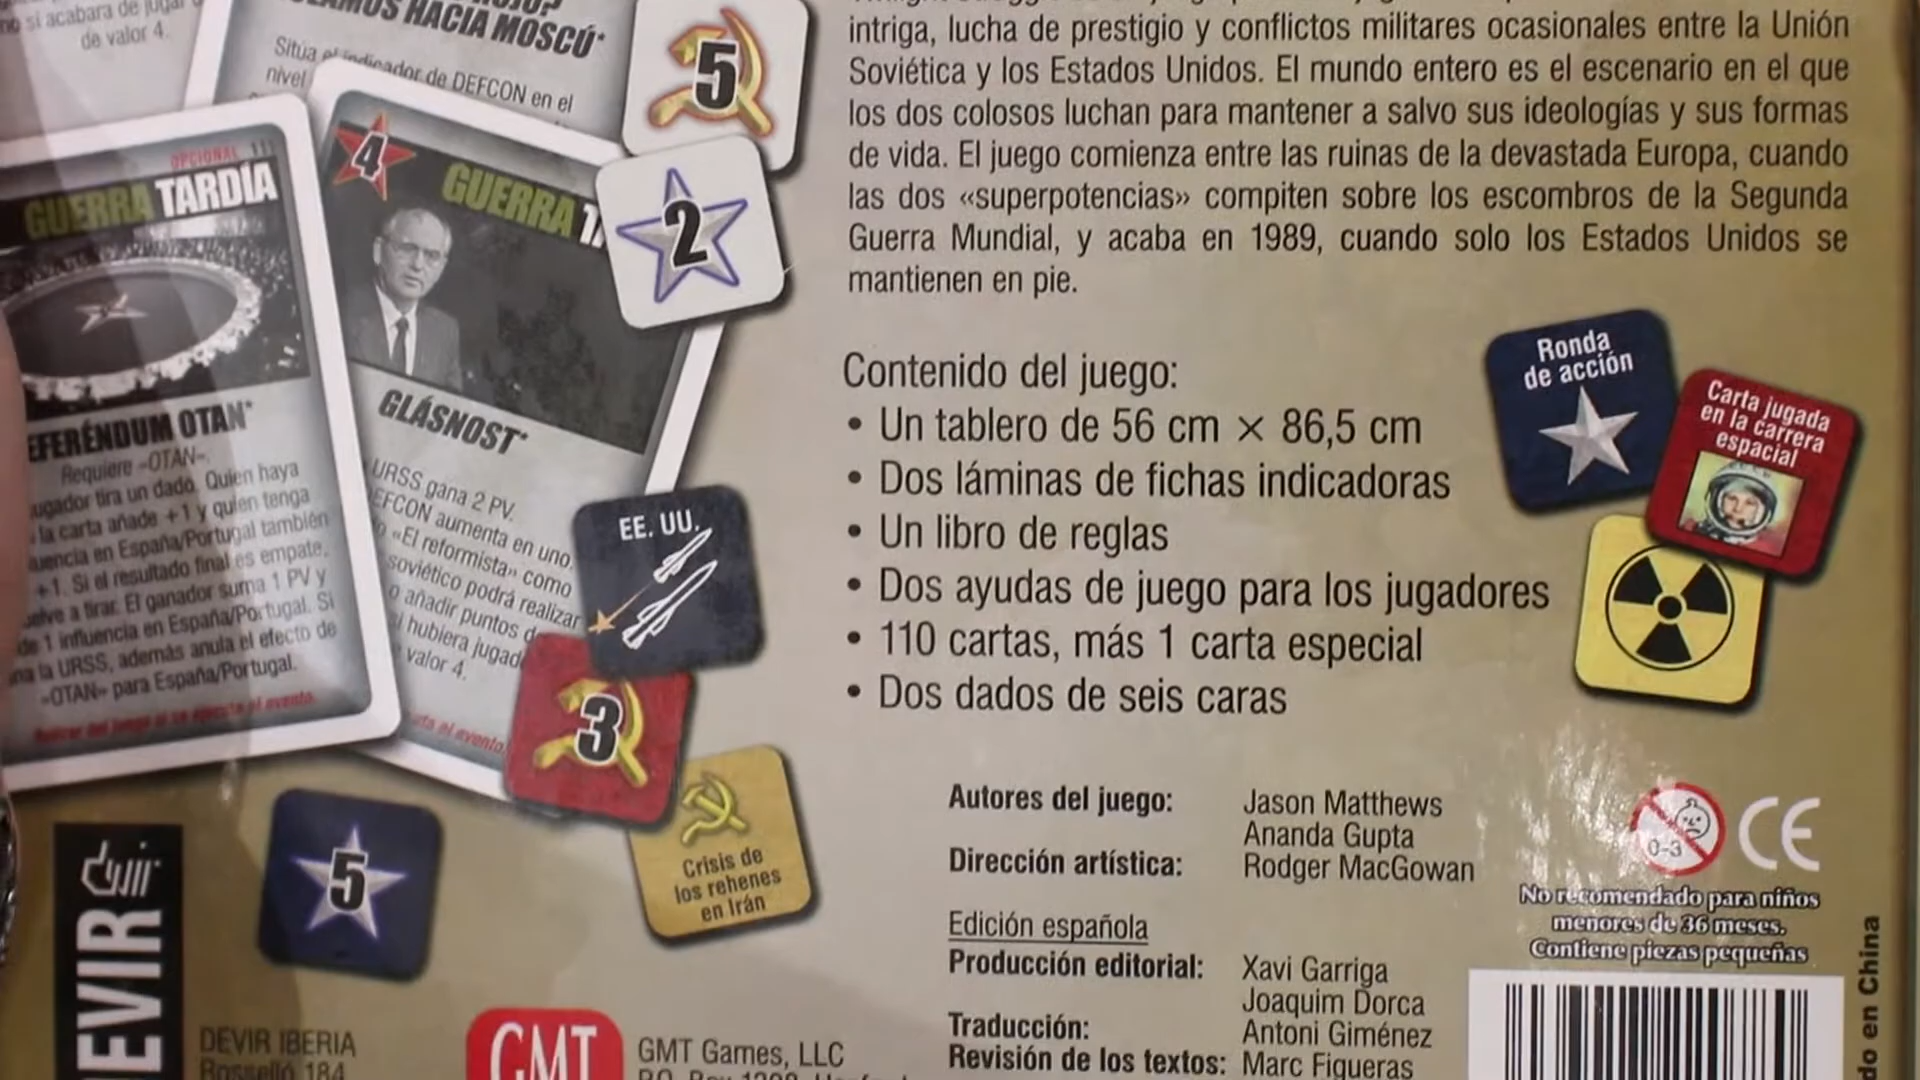 no si acabara de jugar
de valor 4.
HACIA MOSCÚ*
Sitúa el indicador de DEFCON en el
nivel
5
2
OPCIONAL
GUERRA TARDÍA
EFERÉNDUM OTAN*
Requiere «OTAN».
ugador tira un dado. Quien haya
la carta añade +1 y quien tenga
uencia en España/Portugal también
+1. Si el resultado final es empate,
elve a tirar. El ganador suma 1 PV y
de 1 influencia en España/Portugal. Si
na la URSS, además anula el efecto de
«OTAN» para España/Portugal.
4
GUERRA
GLÁSNOST*
URSS gana 2 PV.
EFCON aumenta en uno.
«El reformista» como
soviético podrá realizar
o añadir puntos d
i hubiera jugad
valor 4.
el evento
EE. UU.
3
Crisis de
los rehenes
en Irán
5
intriga, lucha de prestigio y conflictos militares ocasionales entre la Unión
Soviética y los Estados Unidos. El mundo entero es el escenario en el que
los dos colosos luchan para mantener a salvo sus ideologías y sus formas
de vida. El juego comienza entre las ruinas de la devastada Europa, cuando
las dos «superpotencias» compiten sobre los escombros de la Segunda
Guerra Mundial, y acaba en 1989, cuando solo los Estados Unidos se
mantienen en pie.
Contenido del juego:
• Un tablero de 56 cm × 86,5 cm
• Dos láminas de fichas indicadoras
• Un libro de reglas
• Dos ayudas de juego para los jugadores
• 110 cartas, más 1 carta especial
• Dos dados de seis caras
Ronda
de acción
Carta jugada
en la carrera
espacial
Autores del juego: Jason Matthews
Ananda Gupta
Dirección artística: Rodger MacGowan
Edición española
Producción editorial: Xavi Garriga
Joaquim Dorca
Traducción: Antoni Giménez
Revisión de los textos: Marc Figueras
0-3
CE
No recomendado para niños
menores de 36 meses.
Contiene piezas pequeñas
do en China
Devir
DEVIR
DEVIR IBERIA
Rosselló 184
GMT
GMT Games, LLC